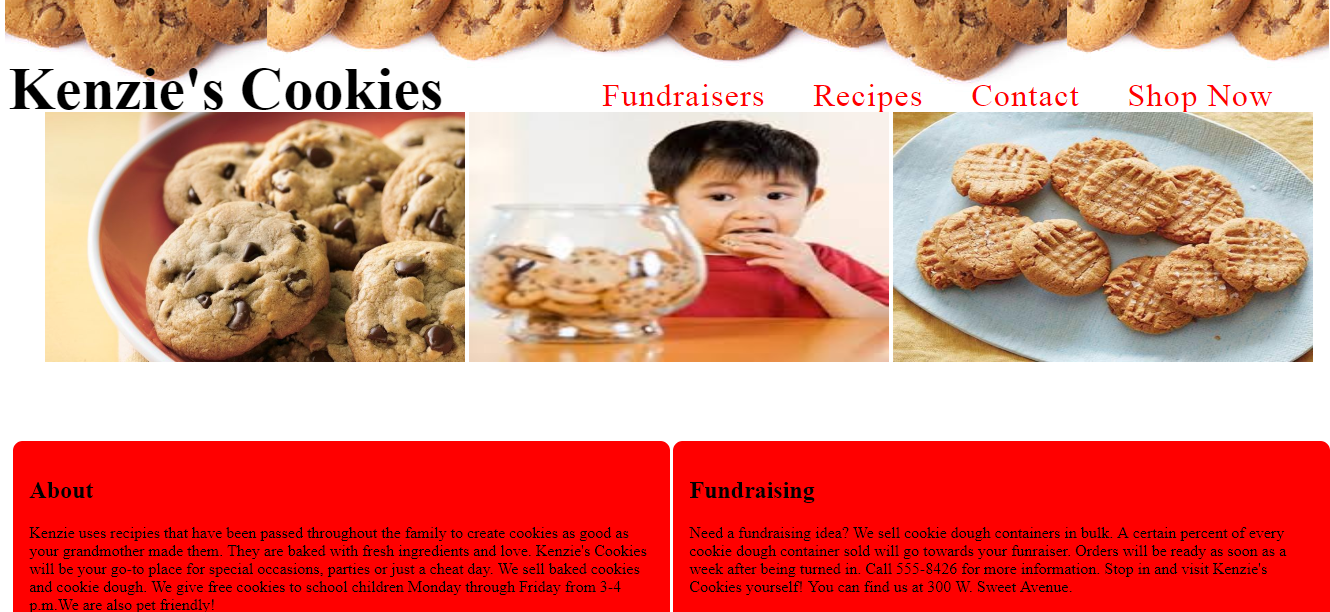 Kenzie's Cookies
Fundraisers Recipes Contact Shop Now
About
Kenzie uses recipies that have been passed throughout the family to create cookies as good as
your grandmother made them. They are baked with fresh ingredients and love. Kenzie's Cookies
will be your go-to place for special occasions, parties or just a cheat day. We sell baked cookies
and cookie dough. We give free cookies to school children Monday through Friday from 3-4
p.m.We are also pet friendly!
Fundraising
Need a fundraising idea? We sell cookie dough containers in bulk. A certain percent of every
cookie dough container sold will go towards your funraiser. Orders will be ready as soon as a
week after being turned in. Call 555-8426 for more information. Stop in and visit Kenzie's
Cookies yourself! You can find us at 300 W. Sweet Avenue.